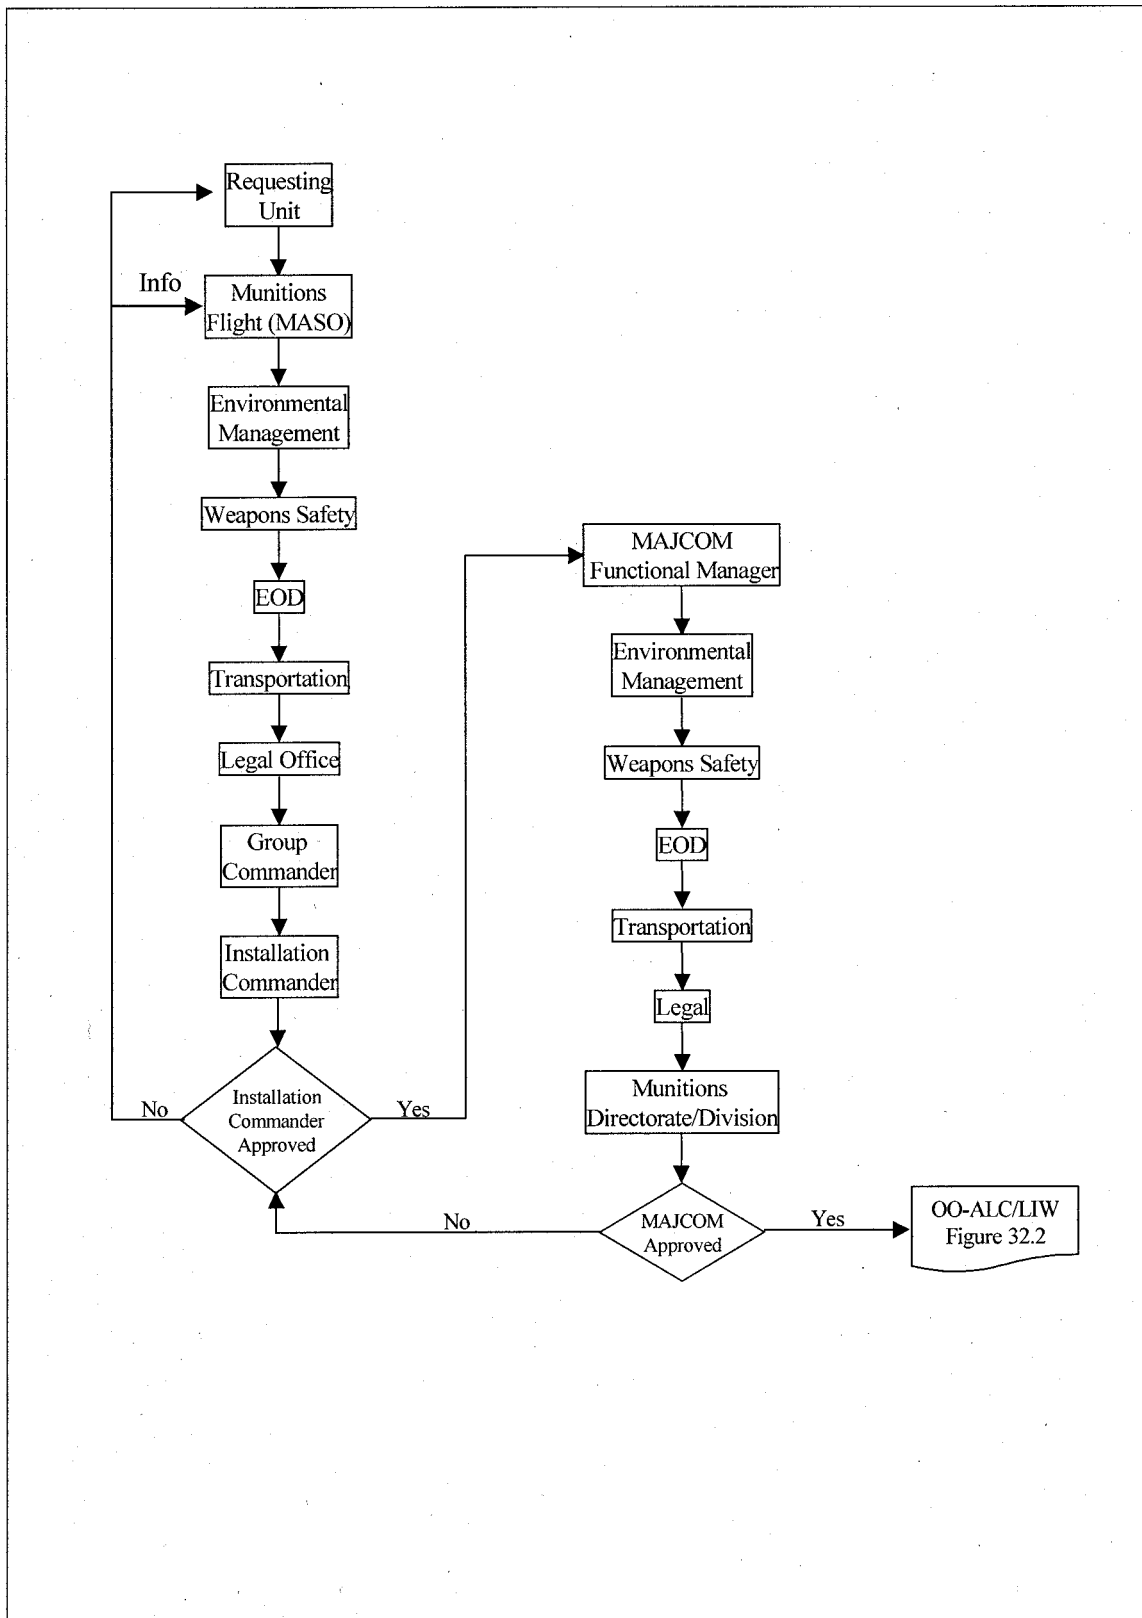 Requesting
Unit
Info
Munitions
Flight (MASO)
Environmental
Management
Weapons Safety
EOD
Transportation
Legal Office
Group
Commander
Installation
Commander
Installation
Commander
Approved
No
Yes
MAJCOM
Functional Manager
Environmental
Management
Weapons Safety
EOD
Transportation
Legal
Munitions
Directorate/Division
MAJCOM
Approved
No
Yes
OO-ALC/LIW
Figure 32.2